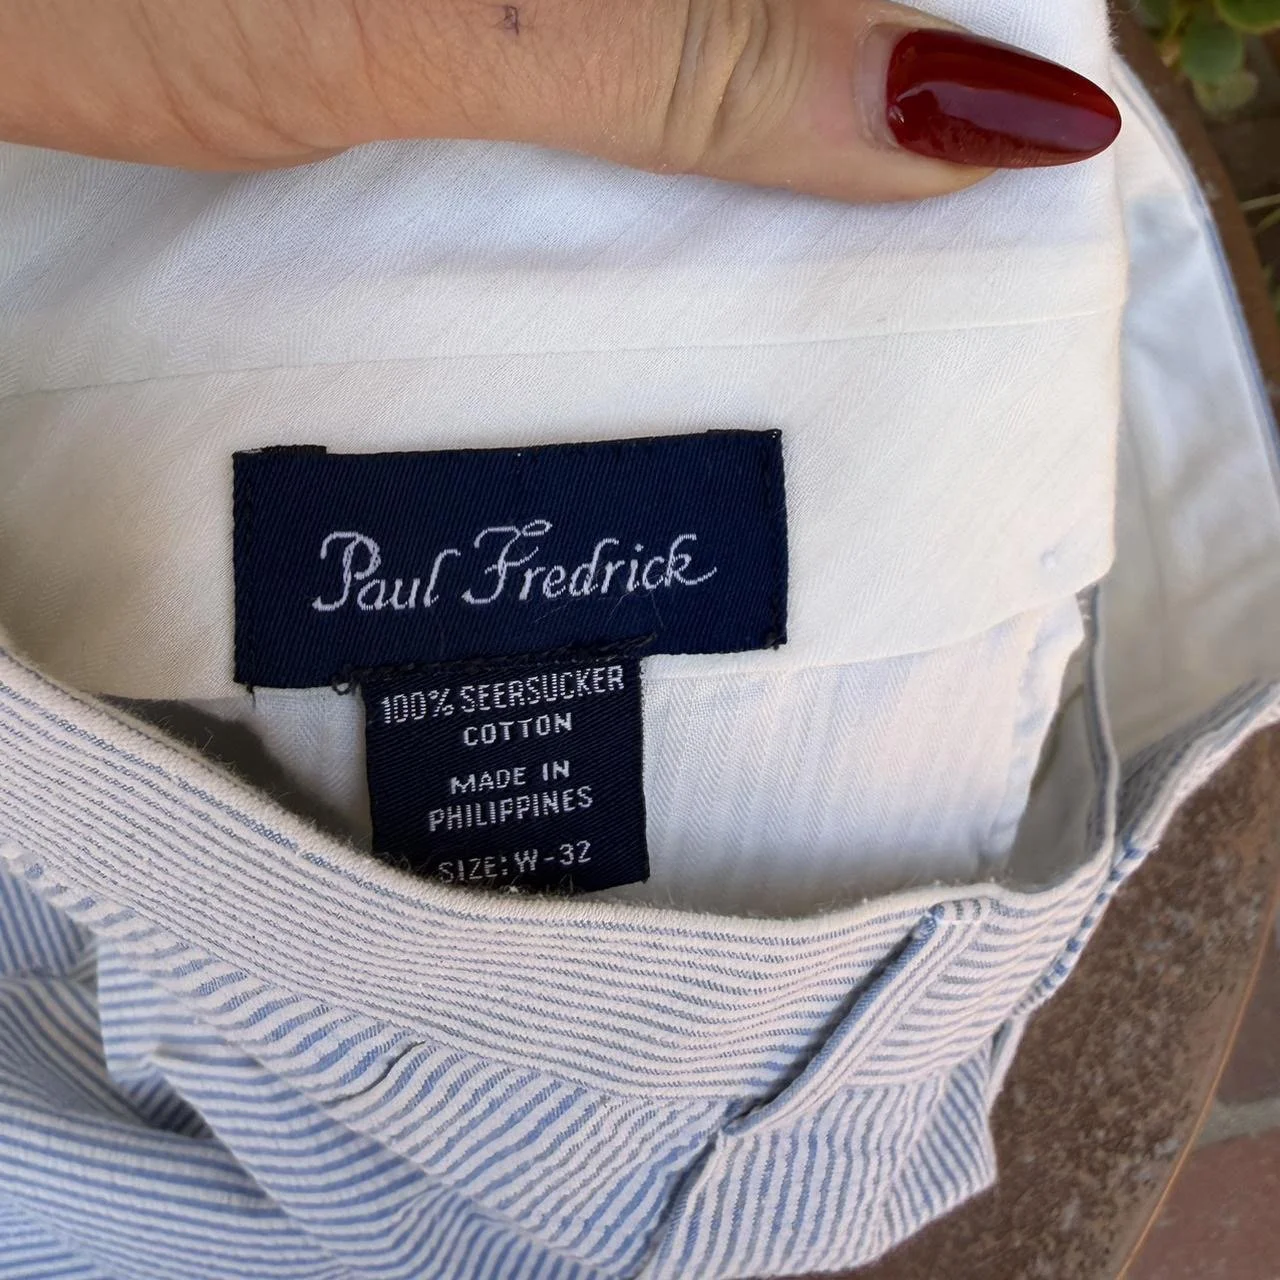 Paul Fredrick
100% SEERSUCKER
COTTON
MADE IN
PHILIPPINES
SIZE: W-32